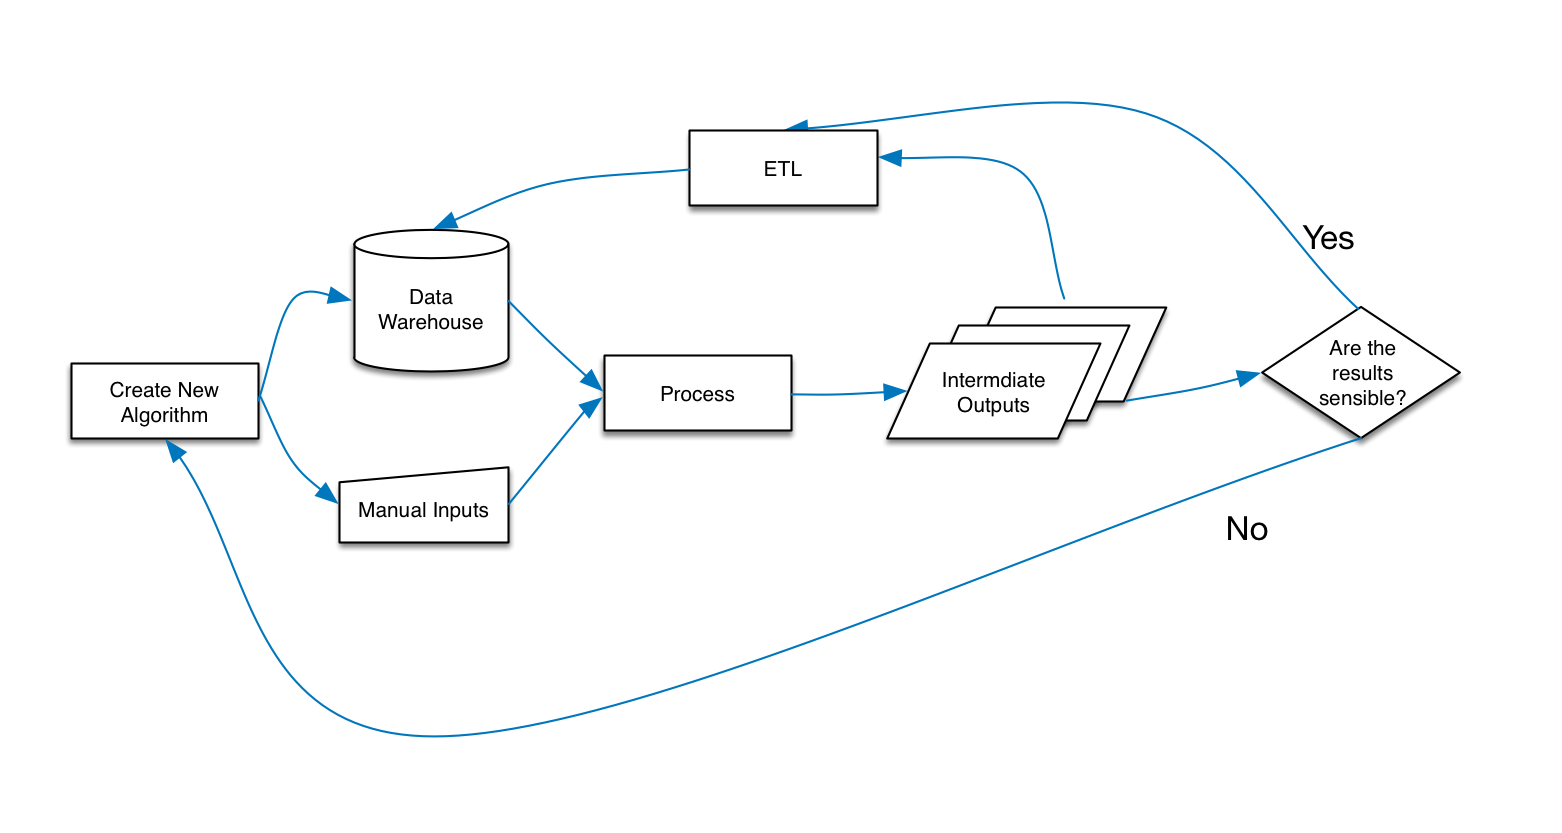 ETL
Yes
Data
Warehouse
Are the
results
sensible?
Create New
Algorithm
Process
Intermdiate
Outputs
Manual Inputs
No